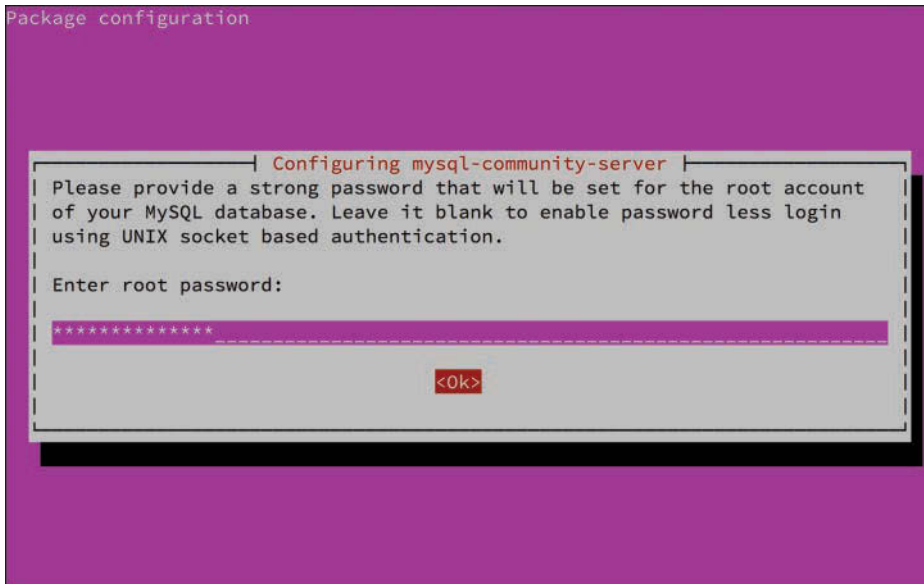 Package configuration
Configuring mysql-community-server
Please provide a strong password that will be set for the root account
of your MySQL database. Leave it blank to enable password less login
using UNIX socket based authentication.
Enter root password:
**************
<Ok>